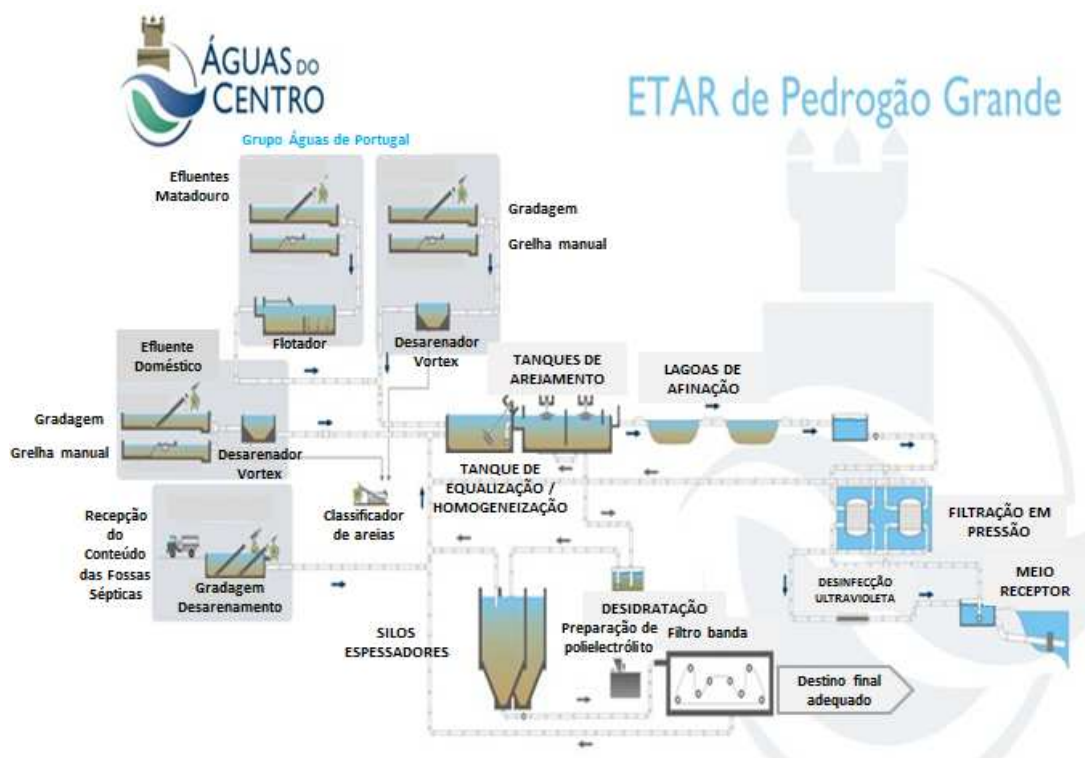 ÁGUAS DO
CENTRO
ETAR de Pedrogão Grande
Grupo Águas de Portugal
Efluentes
Matadouro
Gradagem
Grelha manual
Flotador
Desarenador
Vortex
Efluente
Doméstico
TANQUES DE
AREJAMENTO
LAGOAS DE
AFINAÇÃO
Gradagem
Grelha manual
Desarenador
Vortex
TANQUE DE
EQUALIZAÇÃO /
HOMOGENEIZAÇÃO
Recepção
do
Conteúdo
das Fossas
Sépticas
Classificador
de areias
Gradagem
Desarenamento
FILTRAÇÃO EM
PRESSÃO
DESINFECÇÃO
ULTRAVIOLETA
MEIO
RECEPTOR
SILOS
ESPESSADORES
DESIDRATAÇÃO
Preparação de
polielectrólito
Filtro banda
Destino final
adequado